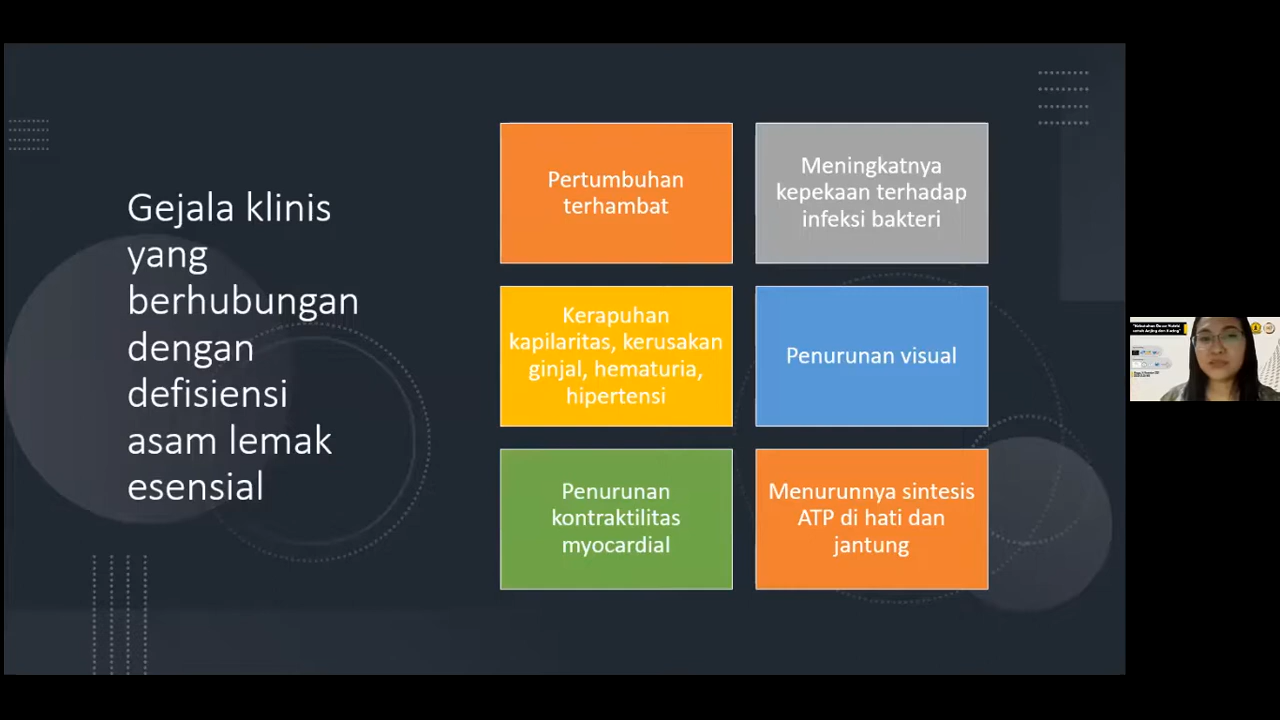 Gejala klinis
yang
berhubungan
dengan
defisiensi
asam lemak
esensial
Pertumbuhan
terhambat
Meningkatnya
kepekaan terhadap
infeksi bakteri
Kerapuhan
kapilaritas, kerusakan
ginjal, hematuria,
hipertensi
Penurunan visual
Penurunan
kontraktilitas
myocardial
Menurunnya sintesis
ATP di hati dan
jantung